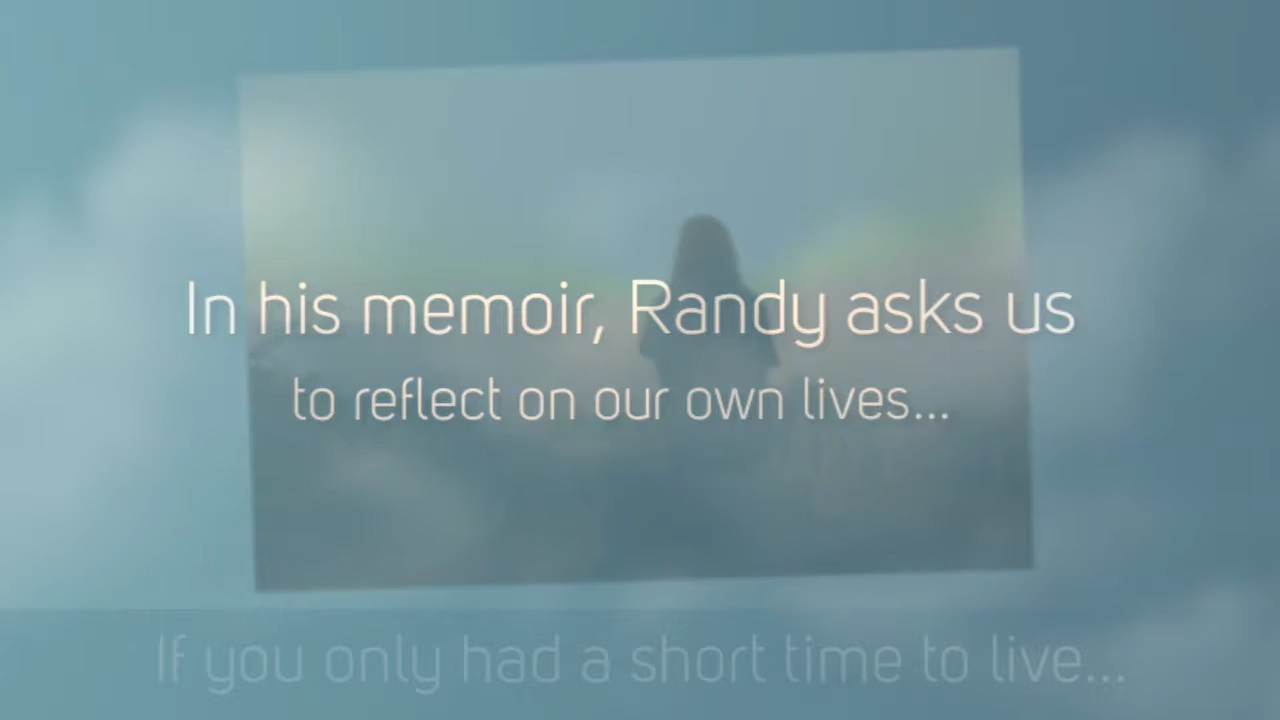 In his memoir, Randy asks us
to reflect on our own lives...
If you only had a short time to live...